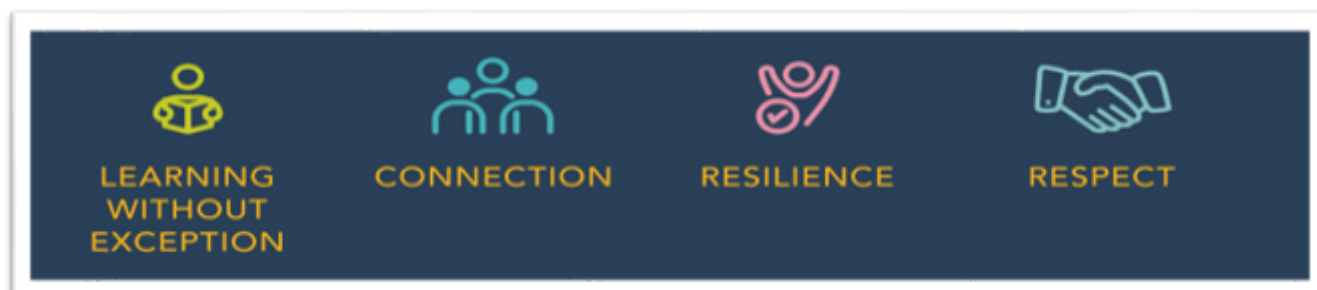 LEARNING
WITHOUT
EXCEPTION
CONNECTION
RESILIENCE
RESPECT